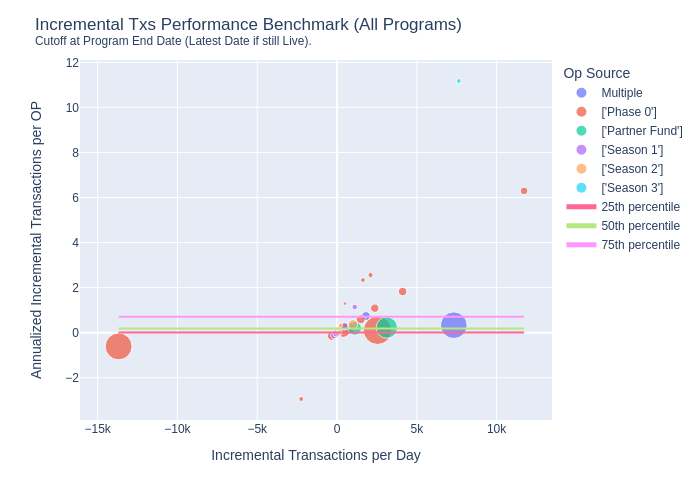 Incremental Txs Performance Benchmark (All Programs)
Cutoff at Program End Date (Latest Date if still Live).
Annualized Incremental Transactions per OP
12
10
8
6
4
2
0
−2
−15k
−10k
−5k
0
5k
10k
Incremental Transactions per Day
Op Source
Multiple
['Phase 0']
['Partner Fund']
['Season 1']
['Season 2']
['Season 3']
25th percentile
50th percentile
75th percentile